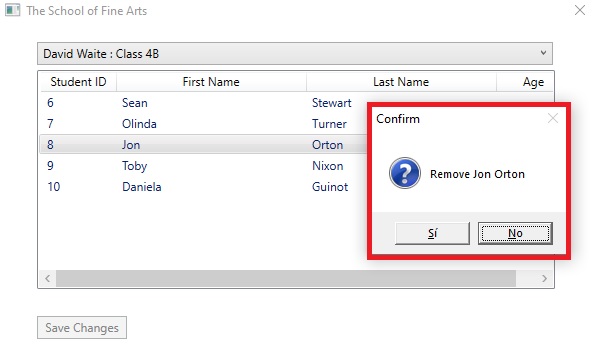 The School of Fine Arts
David Waite : Class 4B
Student ID First Name Last Name Age
6 Sean Stewart
7 Olinda Turner
8 Jon Orton
9 Toby Nixon
10 Daniela Guinot
Confirm
Remove Jon Orton
Sí No
Save Changes